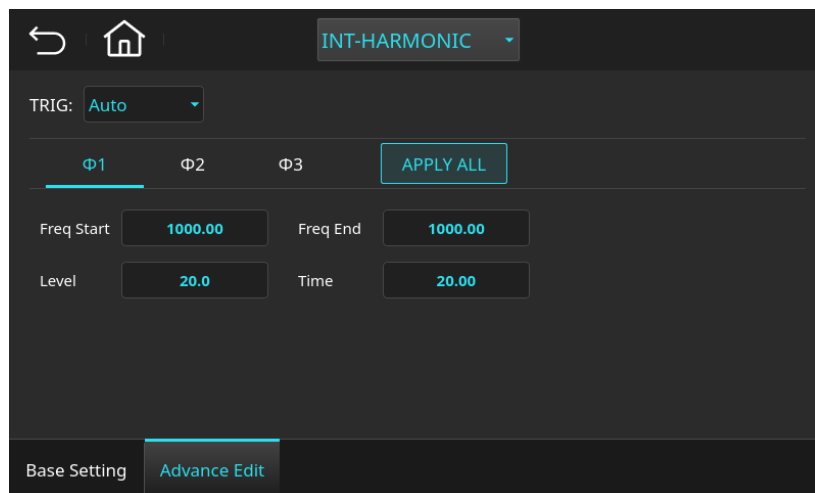 INT-HARMONIC
TRIG: Auto
Φ1 Φ2 Φ3 APPLY ALL
Freq Start 1000.00 Freq End 1000.00
Level 20.0 Time 20.00
Base Setting Advance Edit